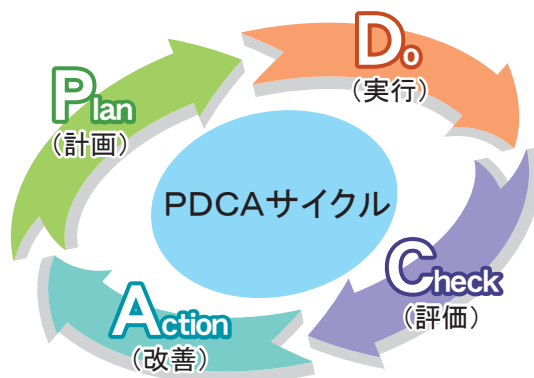 Plan
(計画)
Do
(実行)
Check
(評価)
Action
(改善)
PDCAサイクル